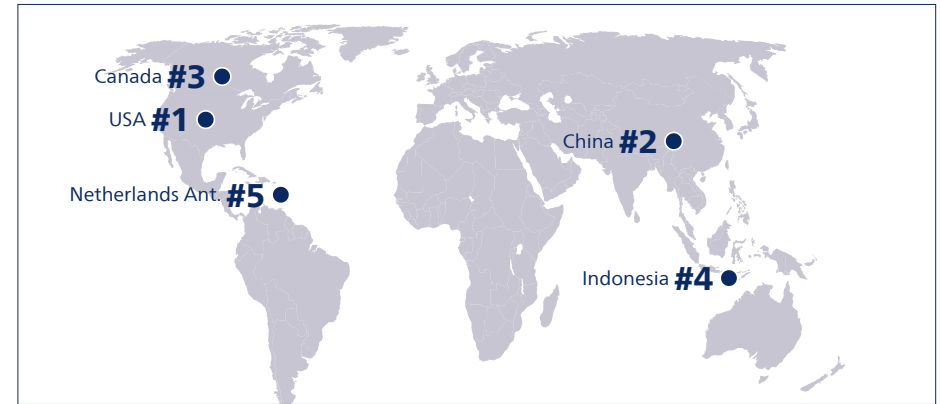 Canada #3
USA #1
China #2
Netherlands Ant. #5
Indonesia #4